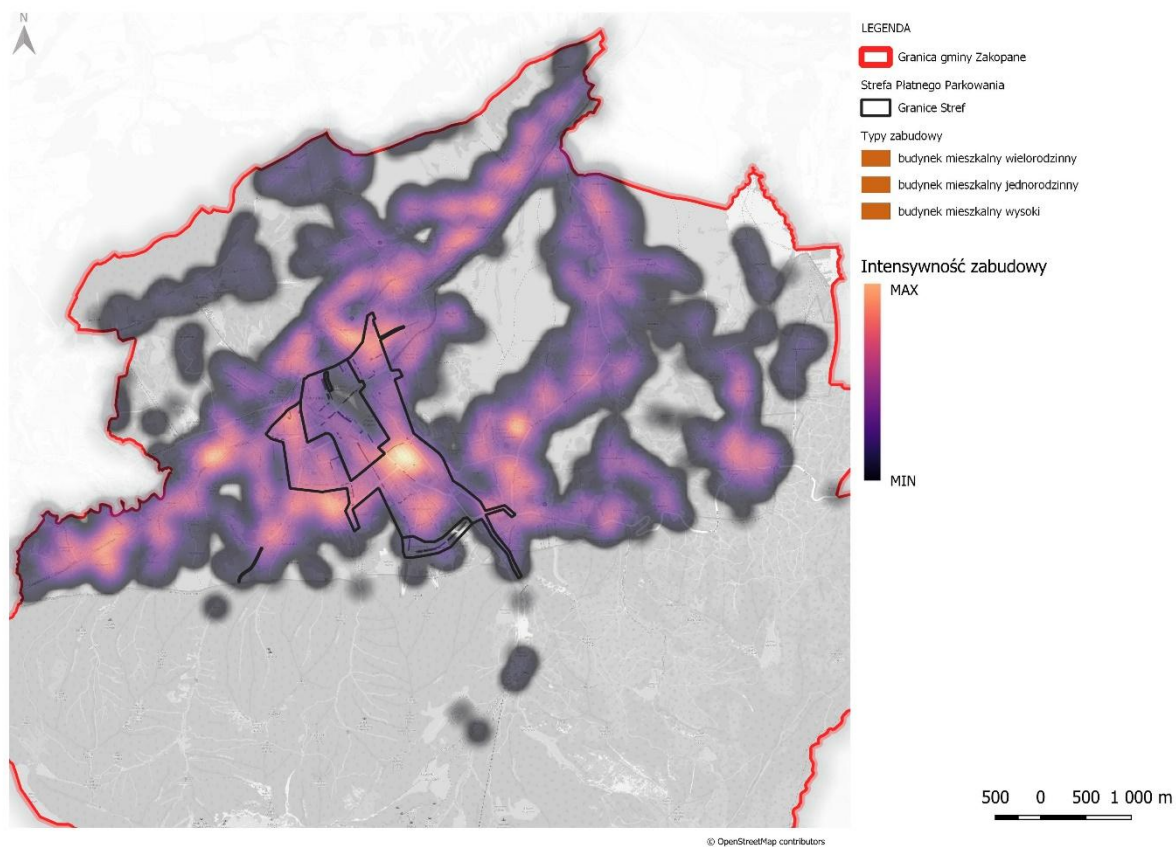 N
LEGENDA
Granica gminy Zakopane
Strefa Płatnego Parkowania
Granice Stref
Typy zabudowy
budynek mieszkalny wielorodzinny
budynek mieszkalny jednorodzinny
budynek mieszkalny wysoki
Intensywność zabudowy
MAX
MIN
500 0 500 1 000 m
© OpenStreetMap contributors